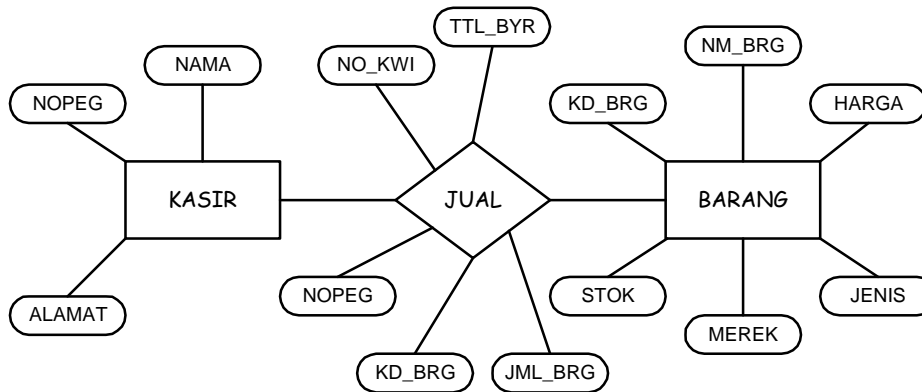 TTL_BYR
NM_BRG
NAMA
NO_KWI
NOPEG
KD_BRG
HARGA
KASIR
JUAL
BARANG
NOPEG
STOK
JENIS
ALAMAT
MEREK
KD_BRG
JML_BRG